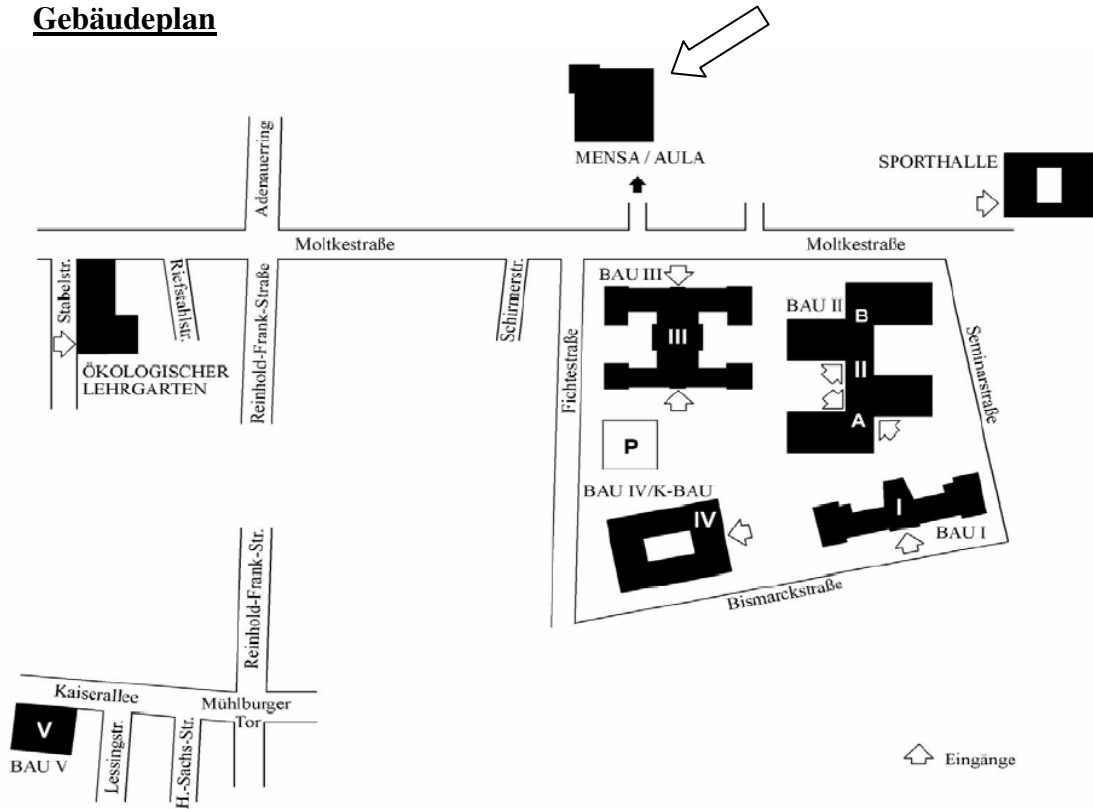 Gebäudeplan
MENSA / AULA
SPORTHALLE
Adenauerring
Moltkestraße
Moltkestraße
Stabelstr.
Riefstahlstr.
Reinhold-Frank-Straße
Schirmerstr.
Fichtestraße
BAU III
III
BAU II
B
II
A
Seminarstraße
ÖKOLOGISCHER
LEHRGARTEN
P
BAU IV/K-BAU
IV
I
BAU I
Bismarckstraße
Reinhold-Frank-Str.
Kaiserallee
Mühlburger
Tor
V
BAU V
Lessingstr.
H.-Sachs-Str.
Eingänge